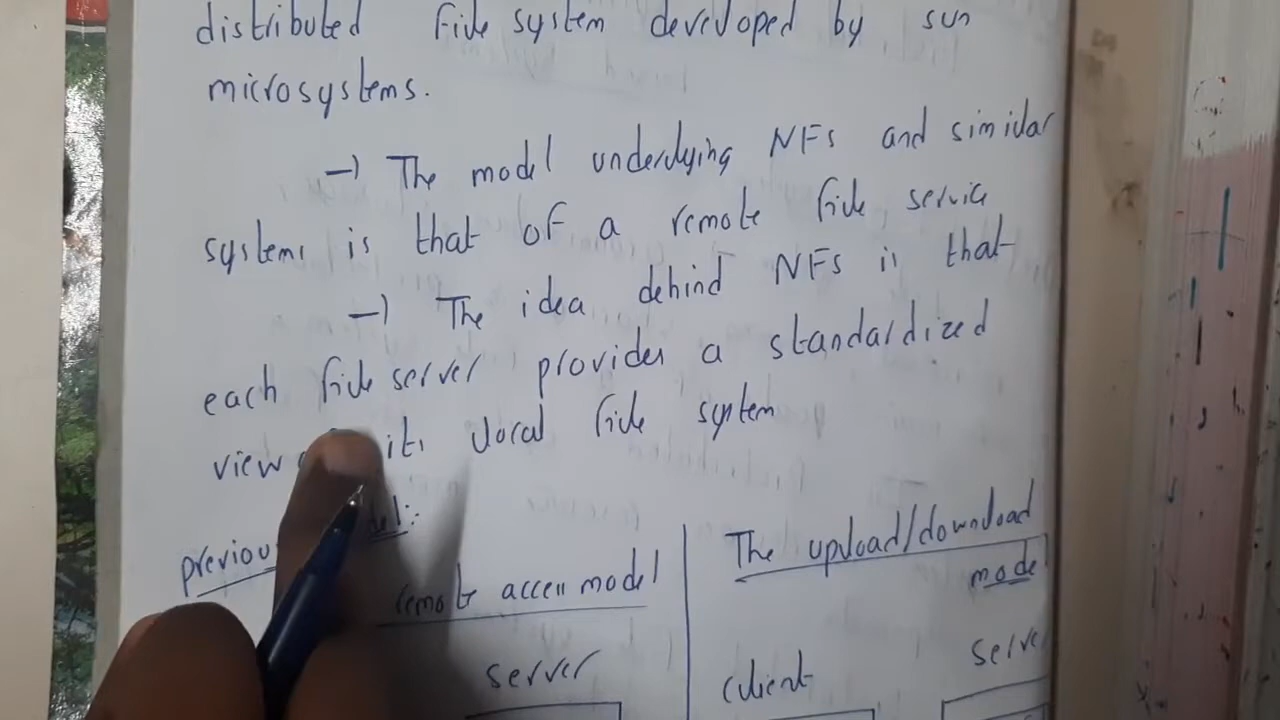 distributed file system developed by sun
microsystems.
→ The model underlying NFS and similar
systems is that of a remote file service
→ The idea behind NFS is that
each file server provides a standardized
view its local file system
previous
remote access model
The upload/download
mode
server
client
serve